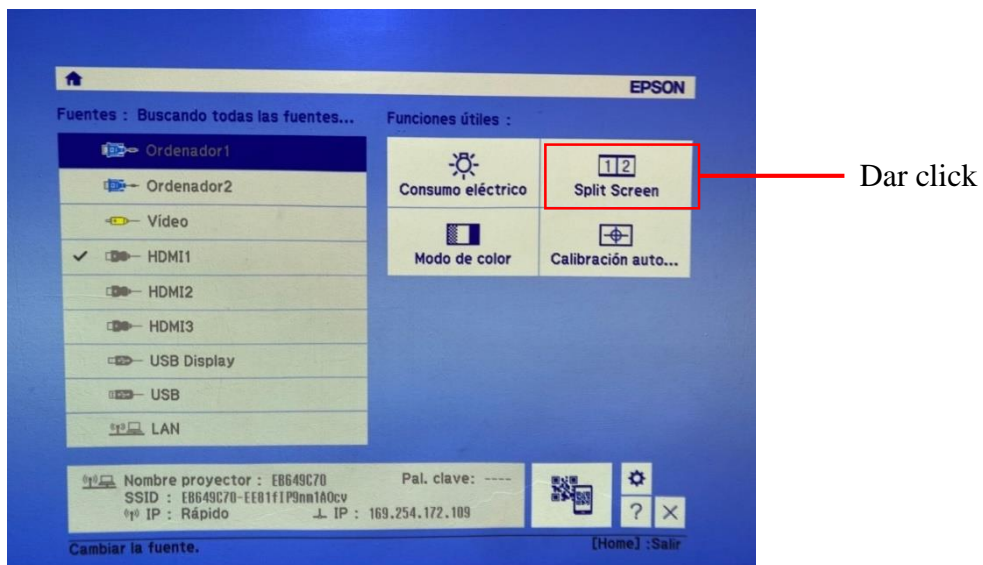 EPSON
Fuentes : Buscando todas las fuentes...
Ordenador1
Ordenador2
Vídeo
HDMI1
HDMI2
HDMI3
USB Display
USB
LAN
Funciones útiles :
Consumo eléctrico
1 2
Split Screen
Modo de color
Calibración auto...
Dar click
Nombre proyector : EB649C70
Pal. clave: ----
SSID : EB649C70-EE81fIP9nm1AOcv
IP : Rápido
IP : 169.254.172.109
?
Cambiar la fuente.
[Home] :Salir